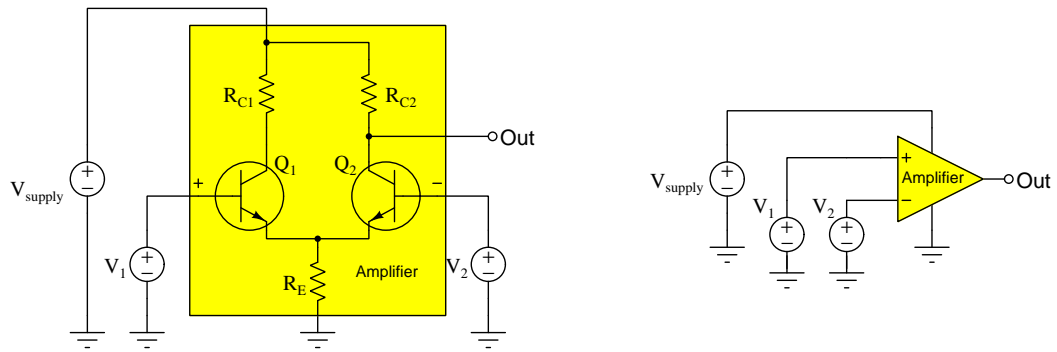 R_C1
R_C2
Out
Q_1
Q_2
+
-
V_supply
+
-
V_1
+
-
V_2
+
-
R_E
Amplifier
V_supply
+
-
V_1
+
-
V_2
+
-
+
-
Amplifier
Out